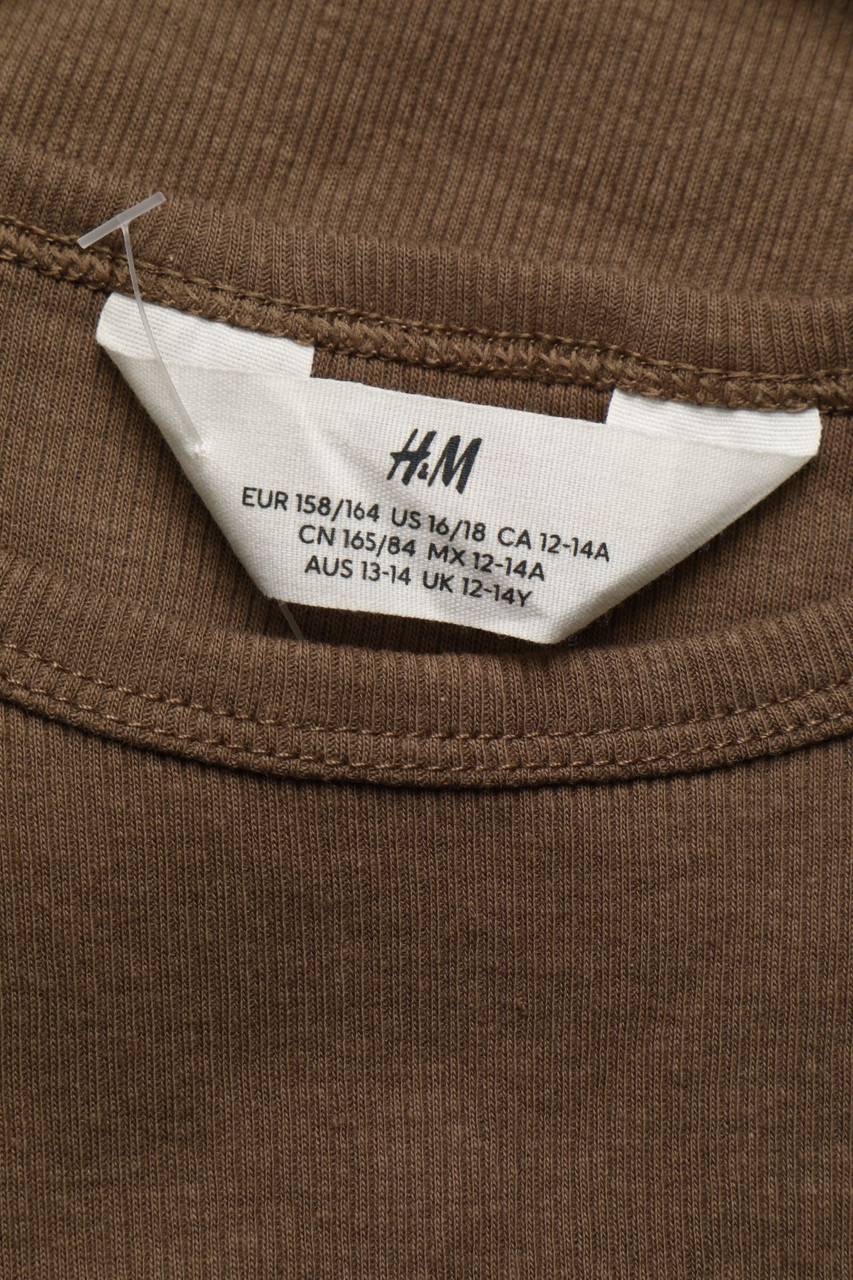 H&M
EUR 158/164 US 16/18 CA 12-14A
CN 165/84 MX 12-14A
AUS 13-14 UK 12-14Y